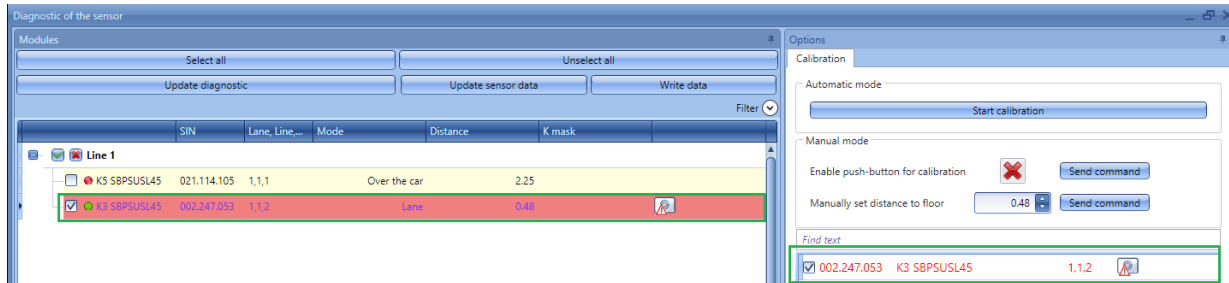 Diagnostic of the sensor
Modules
Select all
Unselect all
Update diagnostic
Update sensor data
Write data
Filter
SIN
Lane, Line,...
Mode
Distance
K mask
Line 1
K5 SBPSUSL45 021.114.105 1,1,1 Over the car 2.25
K3 SBPSUSL45 002.247.053 1,1,2 Lane 0.48
Options
Calibration
Automatic mode
Start calibration
Manual mode
Enable push-button for calibration
Send command
Manually set distance to floor
0.48
Send command
Find text
002.247.053 K3 SBPSUSL45 1,1,2